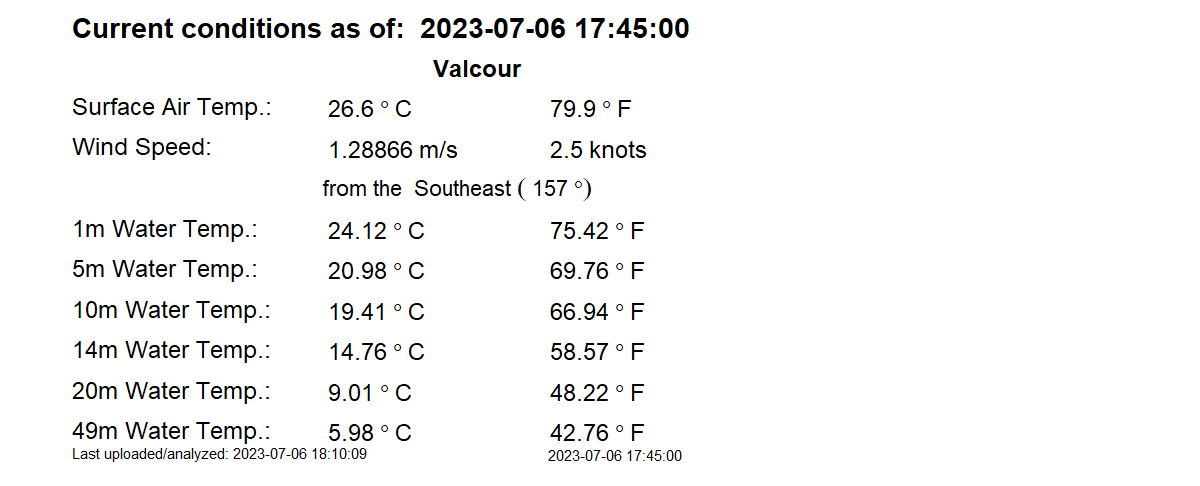 Current conditions as of: 2023-07-06 17:45:00
Valcour
Surface Air Temp.: 26.6 ° C 79.9 ° F
Wind Speed: 1.28866 m/s 2.5 knots
from the Southeast ( 157 °)
1m Water Temp.: 24.12 ° C 75.42 ° F
5m Water Temp.: 20.98 ° C 69.76 ° F
10m Water Temp.: 19.41 ° C 66.94 ° F
14m Water Temp.: 14.76 ° C 58.57 ° F
20m Water Temp.: 9.01 ° C 48.22 ° F
49m Water Temp.: 5.98 ° C 42.76 ° F
Last uploaded/analyzed: 2023-07-06 18:10:09 2023-07-06 17:45:00